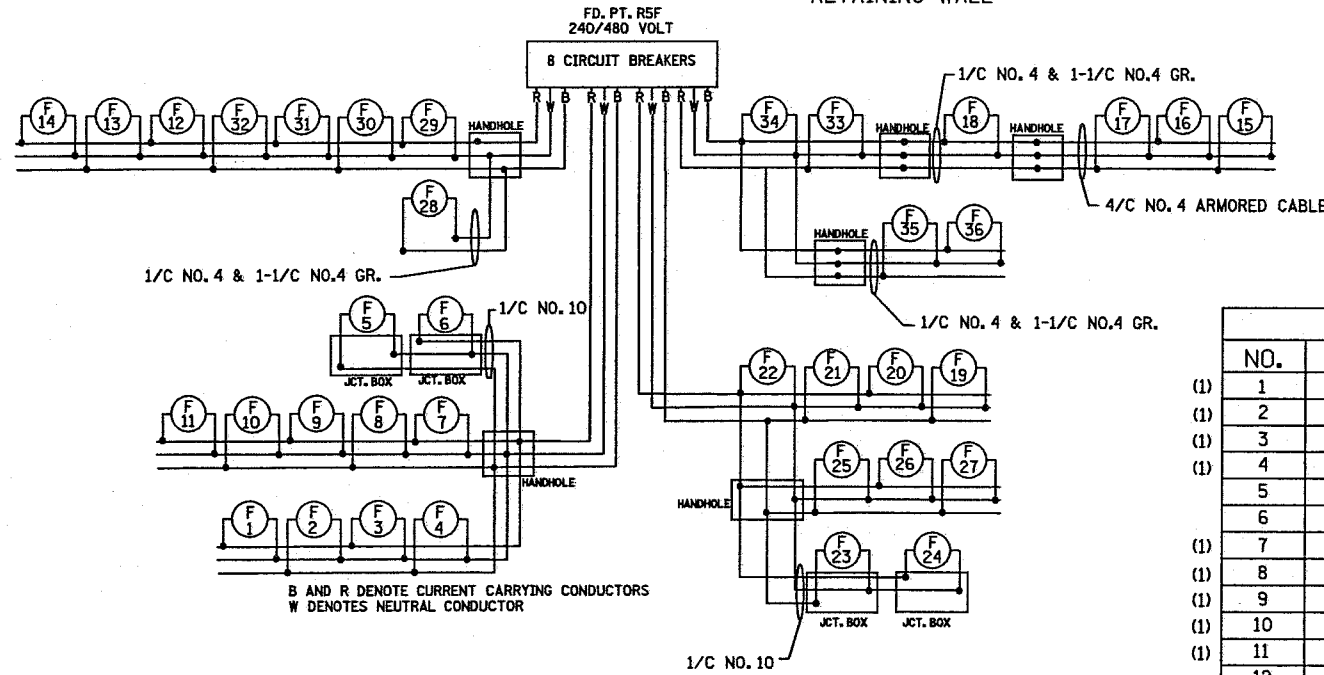 RETAINING WALL
FD. PT. R5F
240/480 VOLT
8 CIRCUIT BREAKERS
R W B R W B R W B R W B
1/C NO. 4 & 1-1/C NO.4 GR.
F 14
F 13
F 12
F 32
F 31
F 30
F 29
HANDHOLE
F 34
F 33
HANDHOLE
F 18
HANDHOLE
F 17
F 16
F 15
F 28
4/C NO. 4 ARMORED CABLE
HANDHOLE
F 35
F 36
1/C NO. 4 & 1-1/C NO.4 GR.
1/C NO. 4 & 1-1/C NO.4 GR.
F 5
F 6
1/C NO. 10
JCT. BOX
JCT. BOX
F 22
F 21
F 20
F 19
F 11
F 10
F 9
F 8
F 7
HANDHOLE
F 25
F 26
F 27
HANDHOLE
F 1
F 2
F 3
F 4
F 23
F 24
JCT. BOX
JCT. BOX
1/C NO. 10
B AND R DENOTE CURRENT CARRYING CONDUCTORS
W DENOTES NEUTRAL CONDUCTOR
NO.
(1) 1
(1) 2
(1) 3
(1) 4
5
6
(1) 7
(1) 8
(1) 9
(1) 10
(1) 11
12